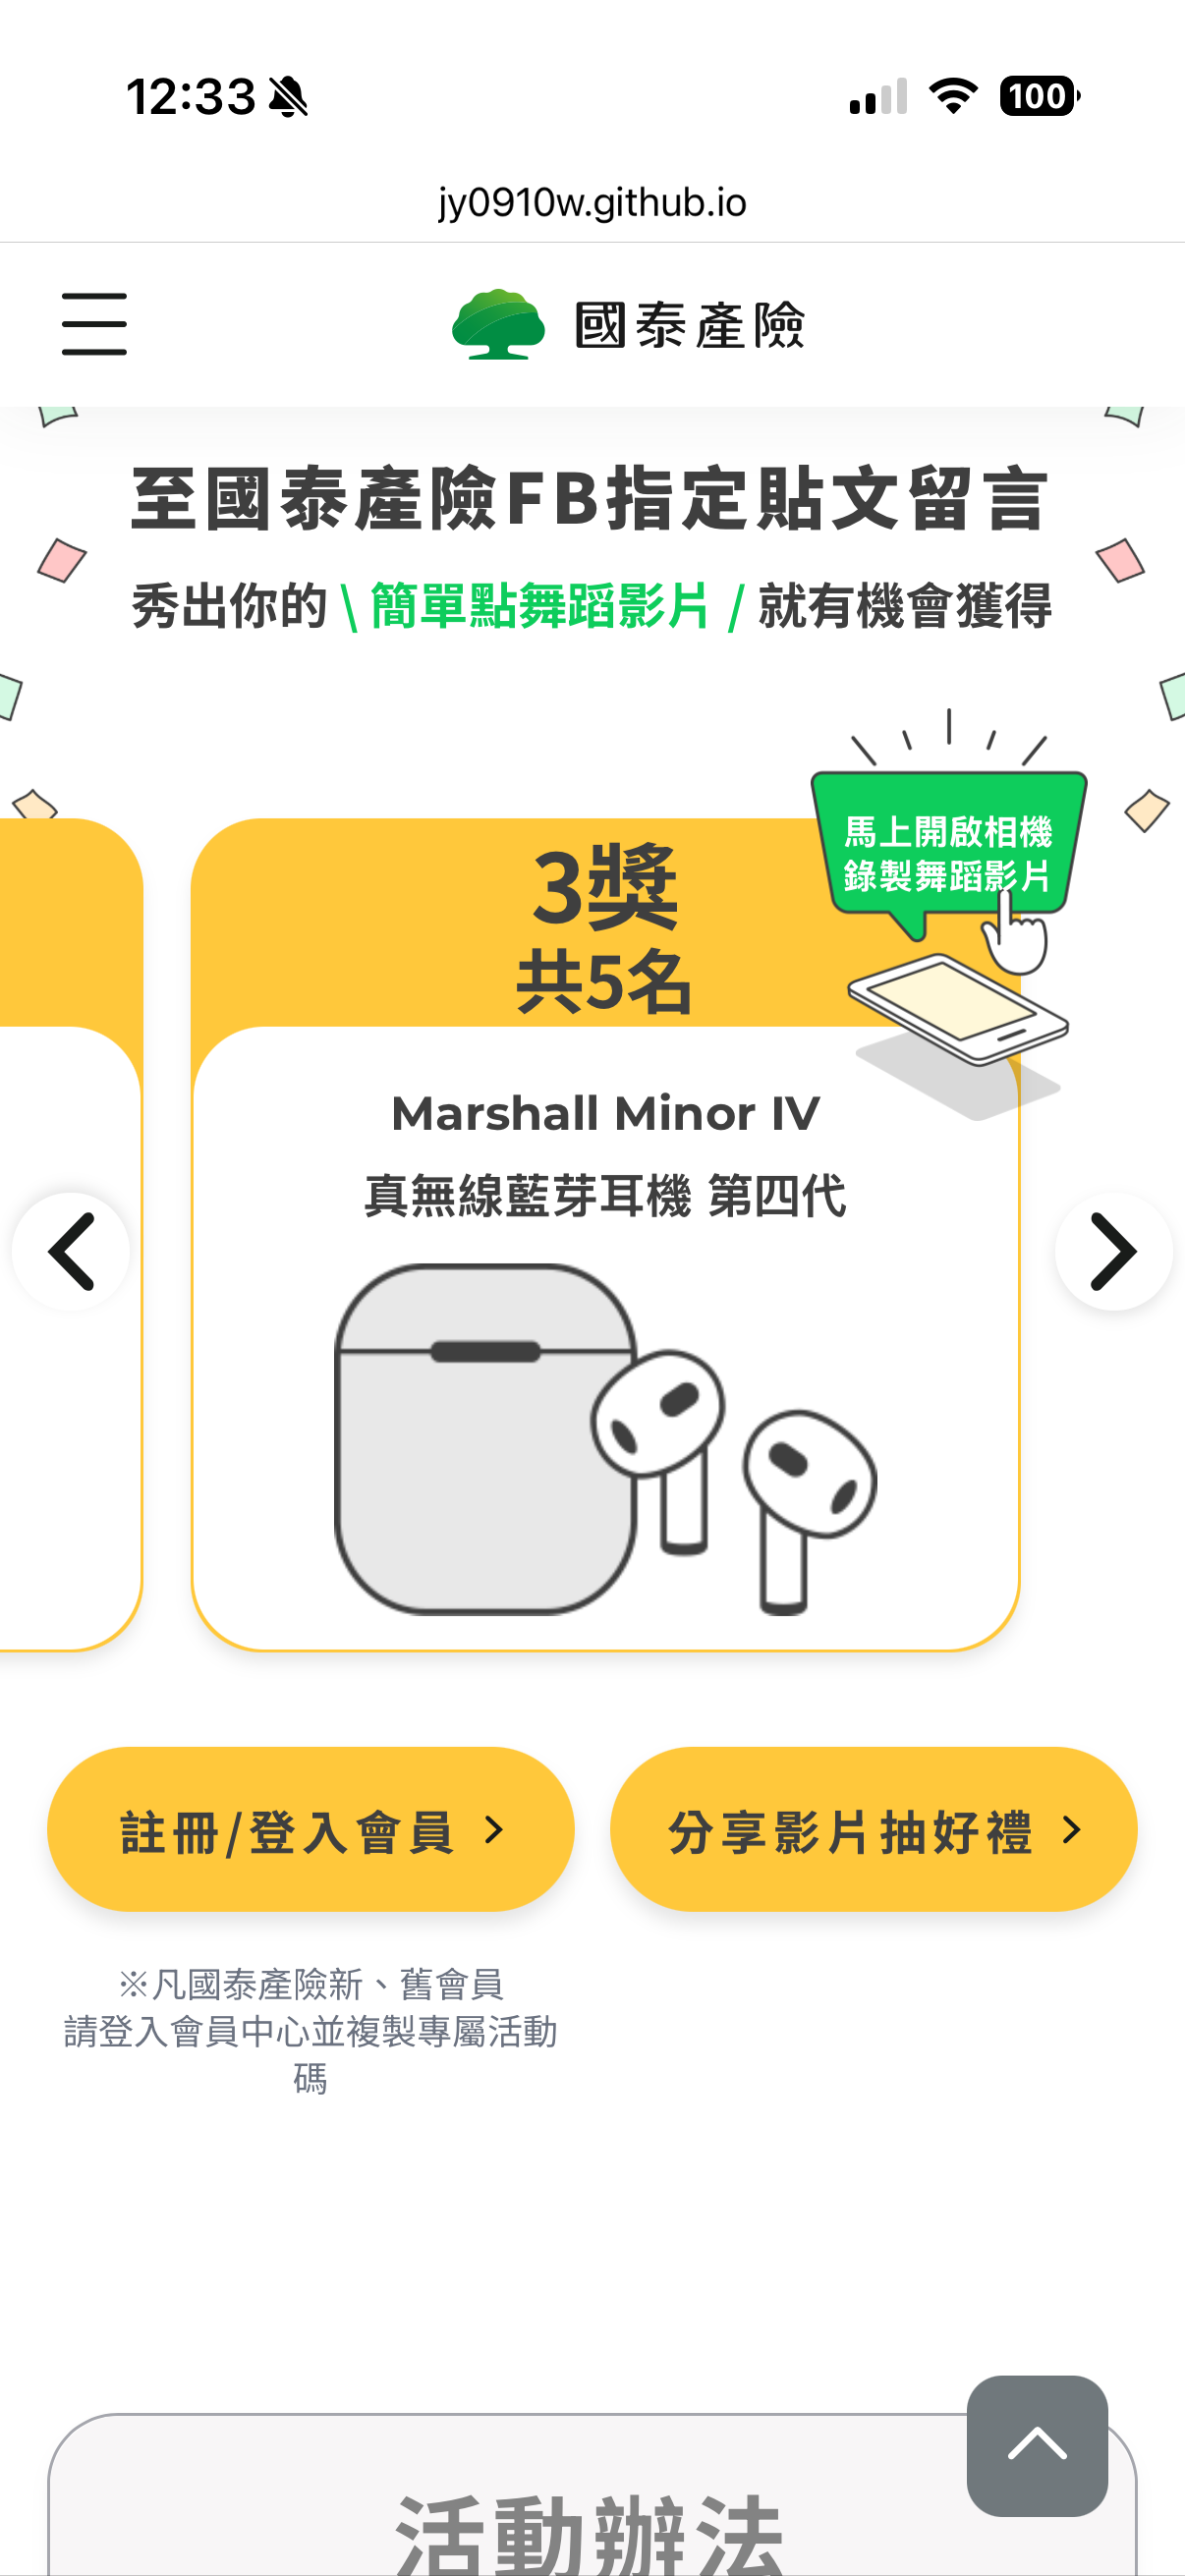 12:33
100
jy0910w.github.io
國泰產險
至國泰產險FB指定貼文留言
秀出你的 \ 簡單點舞蹈影片 / 就有機會獲得
馬上開啟相機
錄製舞蹈影片
3獎
共5名
Marshall Minor IV
真無線藍芽耳機 第四代
註冊/登入會員
分享影片抽好禮
※凡國泰產險新、舊會員
請登入會員中心並複製專屬活動
碼
活動辦法